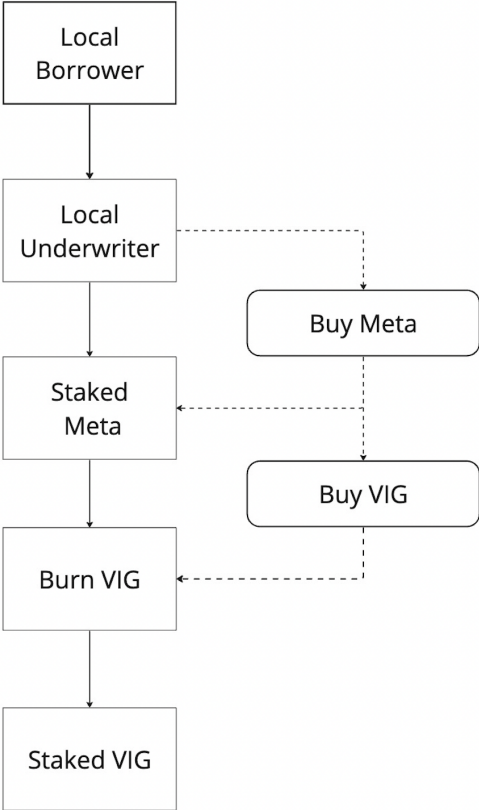 Local
Borrower
Local
Underwriter
Buy Meta
Staked
Meta
Buy VIG
Burn VIG
Staked VIG